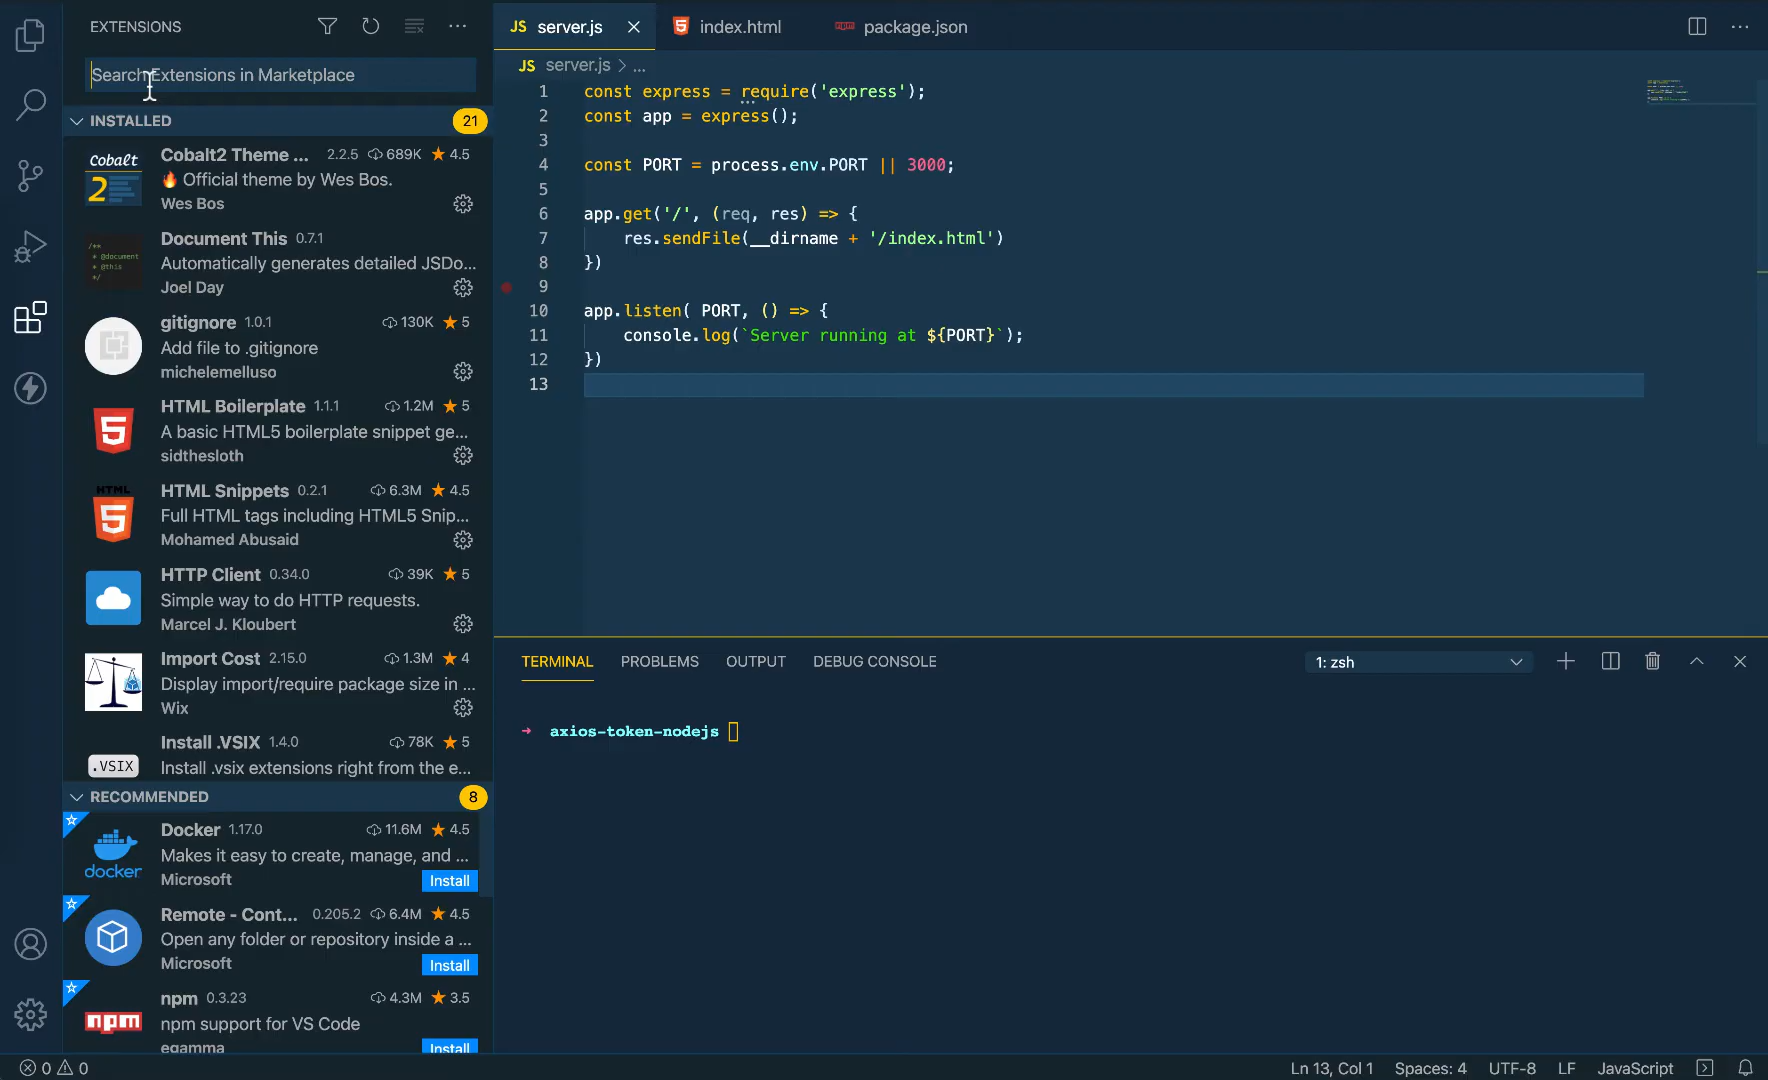 EXTENSIONS
Search Extensions in Marketplace
INSTALLED 21
Cobalt2 Theme ... 2.2.5 689K 4.5
🔥 Official theme by Wes Bos.
Wes Bos
Cobalt 2
Document This 0.7.1
Automatically generates detailed JSDo...
Joel Day
/**
* @document
* @this
*/
gitignore 1.0.1 130K 5
Add file to .gitignore
michelemelluso
HTML Boilerplate 1.1.1 1.2M 5
A basic HTML5 boilerplate snippet ge...
sidthesloth
5
HTML Snippets 0.2.1 6.3M 4.5
Full HTML tags including HTML5 Snip...
Mohamed Abusaid
HTML
5
HTTP Client 0.34.0 39K 5
Simple way to do HTTP requests.
Marcel J. Kloubert
Import Cost 2.15.0 1.3M 4
Display import/require package size in ...
Wix
Install .VSIX 1.4.0 78K 5
.VSIX
Install .vsix extensions right from the e...
RECOMMENDED 8
Docker 1.17.0 11.6M 4.5
Makes it easy to create, manage, and ...
docker
Microsoft Install
Remote - Cont... 0.205.2 6.4M 4.5
Open any folder or repository inside a ...
Microsoft Install
npm 0.3.23 4.3M 3.5
npm
npm support for VS Code
egamma Install
JS server.js
5 index.html
npm package.json
JS server.js > ...
1 const express = require('express');
2 const app = express();
3
4 const PORT = process.env.PORT || 3000;
5
6 app.get('/', (req, res) => {
7 res.sendFile(__dirname + '/index.html')
8 })
9
10 app.listen( PORT, () => {
11 console.log(`Server running at ${PORT}`);
12 })
13
TERMINAL PROBLEMS OUTPUT DEBUG CONSOLE 1: zsh
→ axios-token-nodejs
0 0 Ln 13, Col 1 Spaces: 4 UTF-8 LF JavaScript